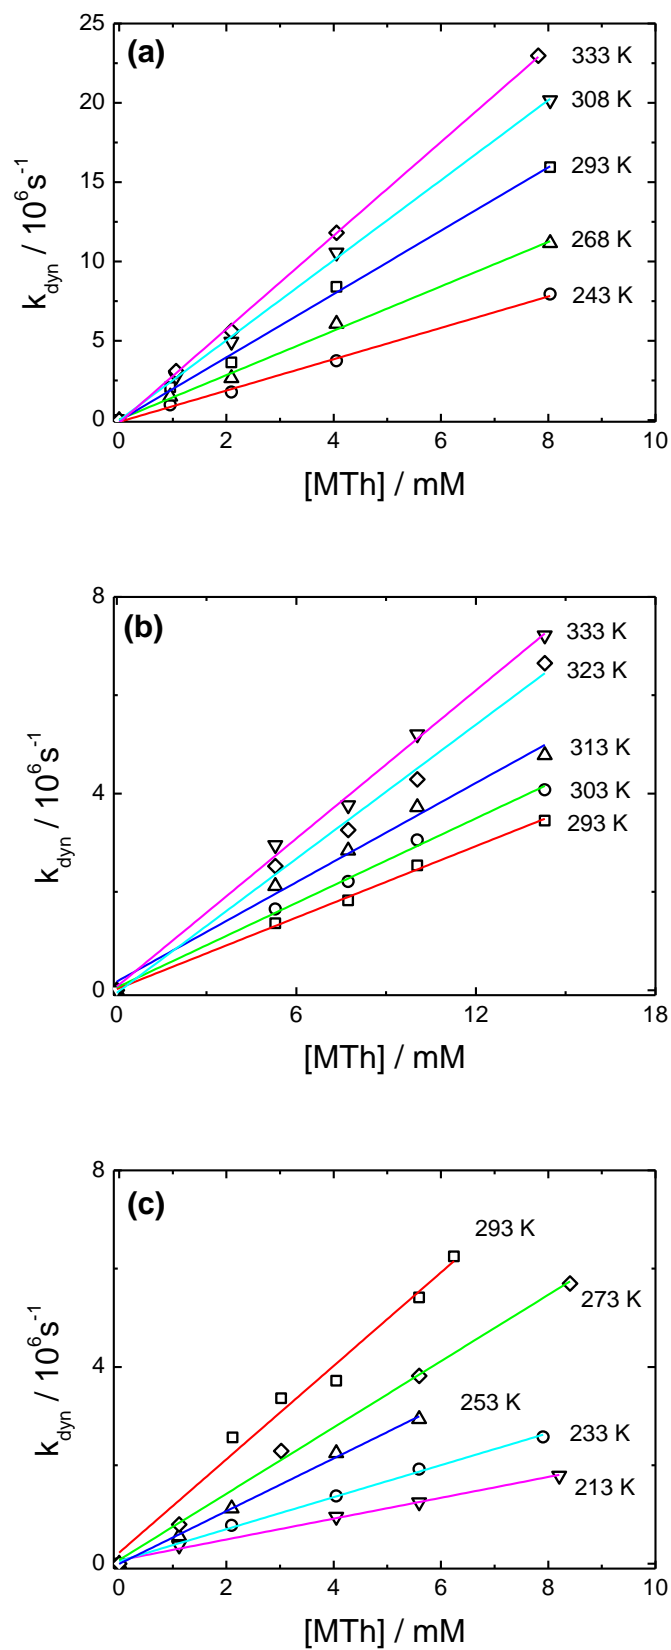 (a)
25
20
15
10
5
0
k_dyn / 10^6 s^-1
333 K
308 K
293 K
268 K
243 K
0 2 4 6 8 10
[MTh] / mM
(b)
8
4
0
k_dyn / 10^6 s^-1
333 K
323 K
313 K
303 K
293 K
0 6 12 18
[MTh] / mM
(c)
8
4
0
k_dyn / 10^6 s^-1
293 K
273 K
253 K
233 K
213 K
0 2 4 6 8 10
[MTh] / mM